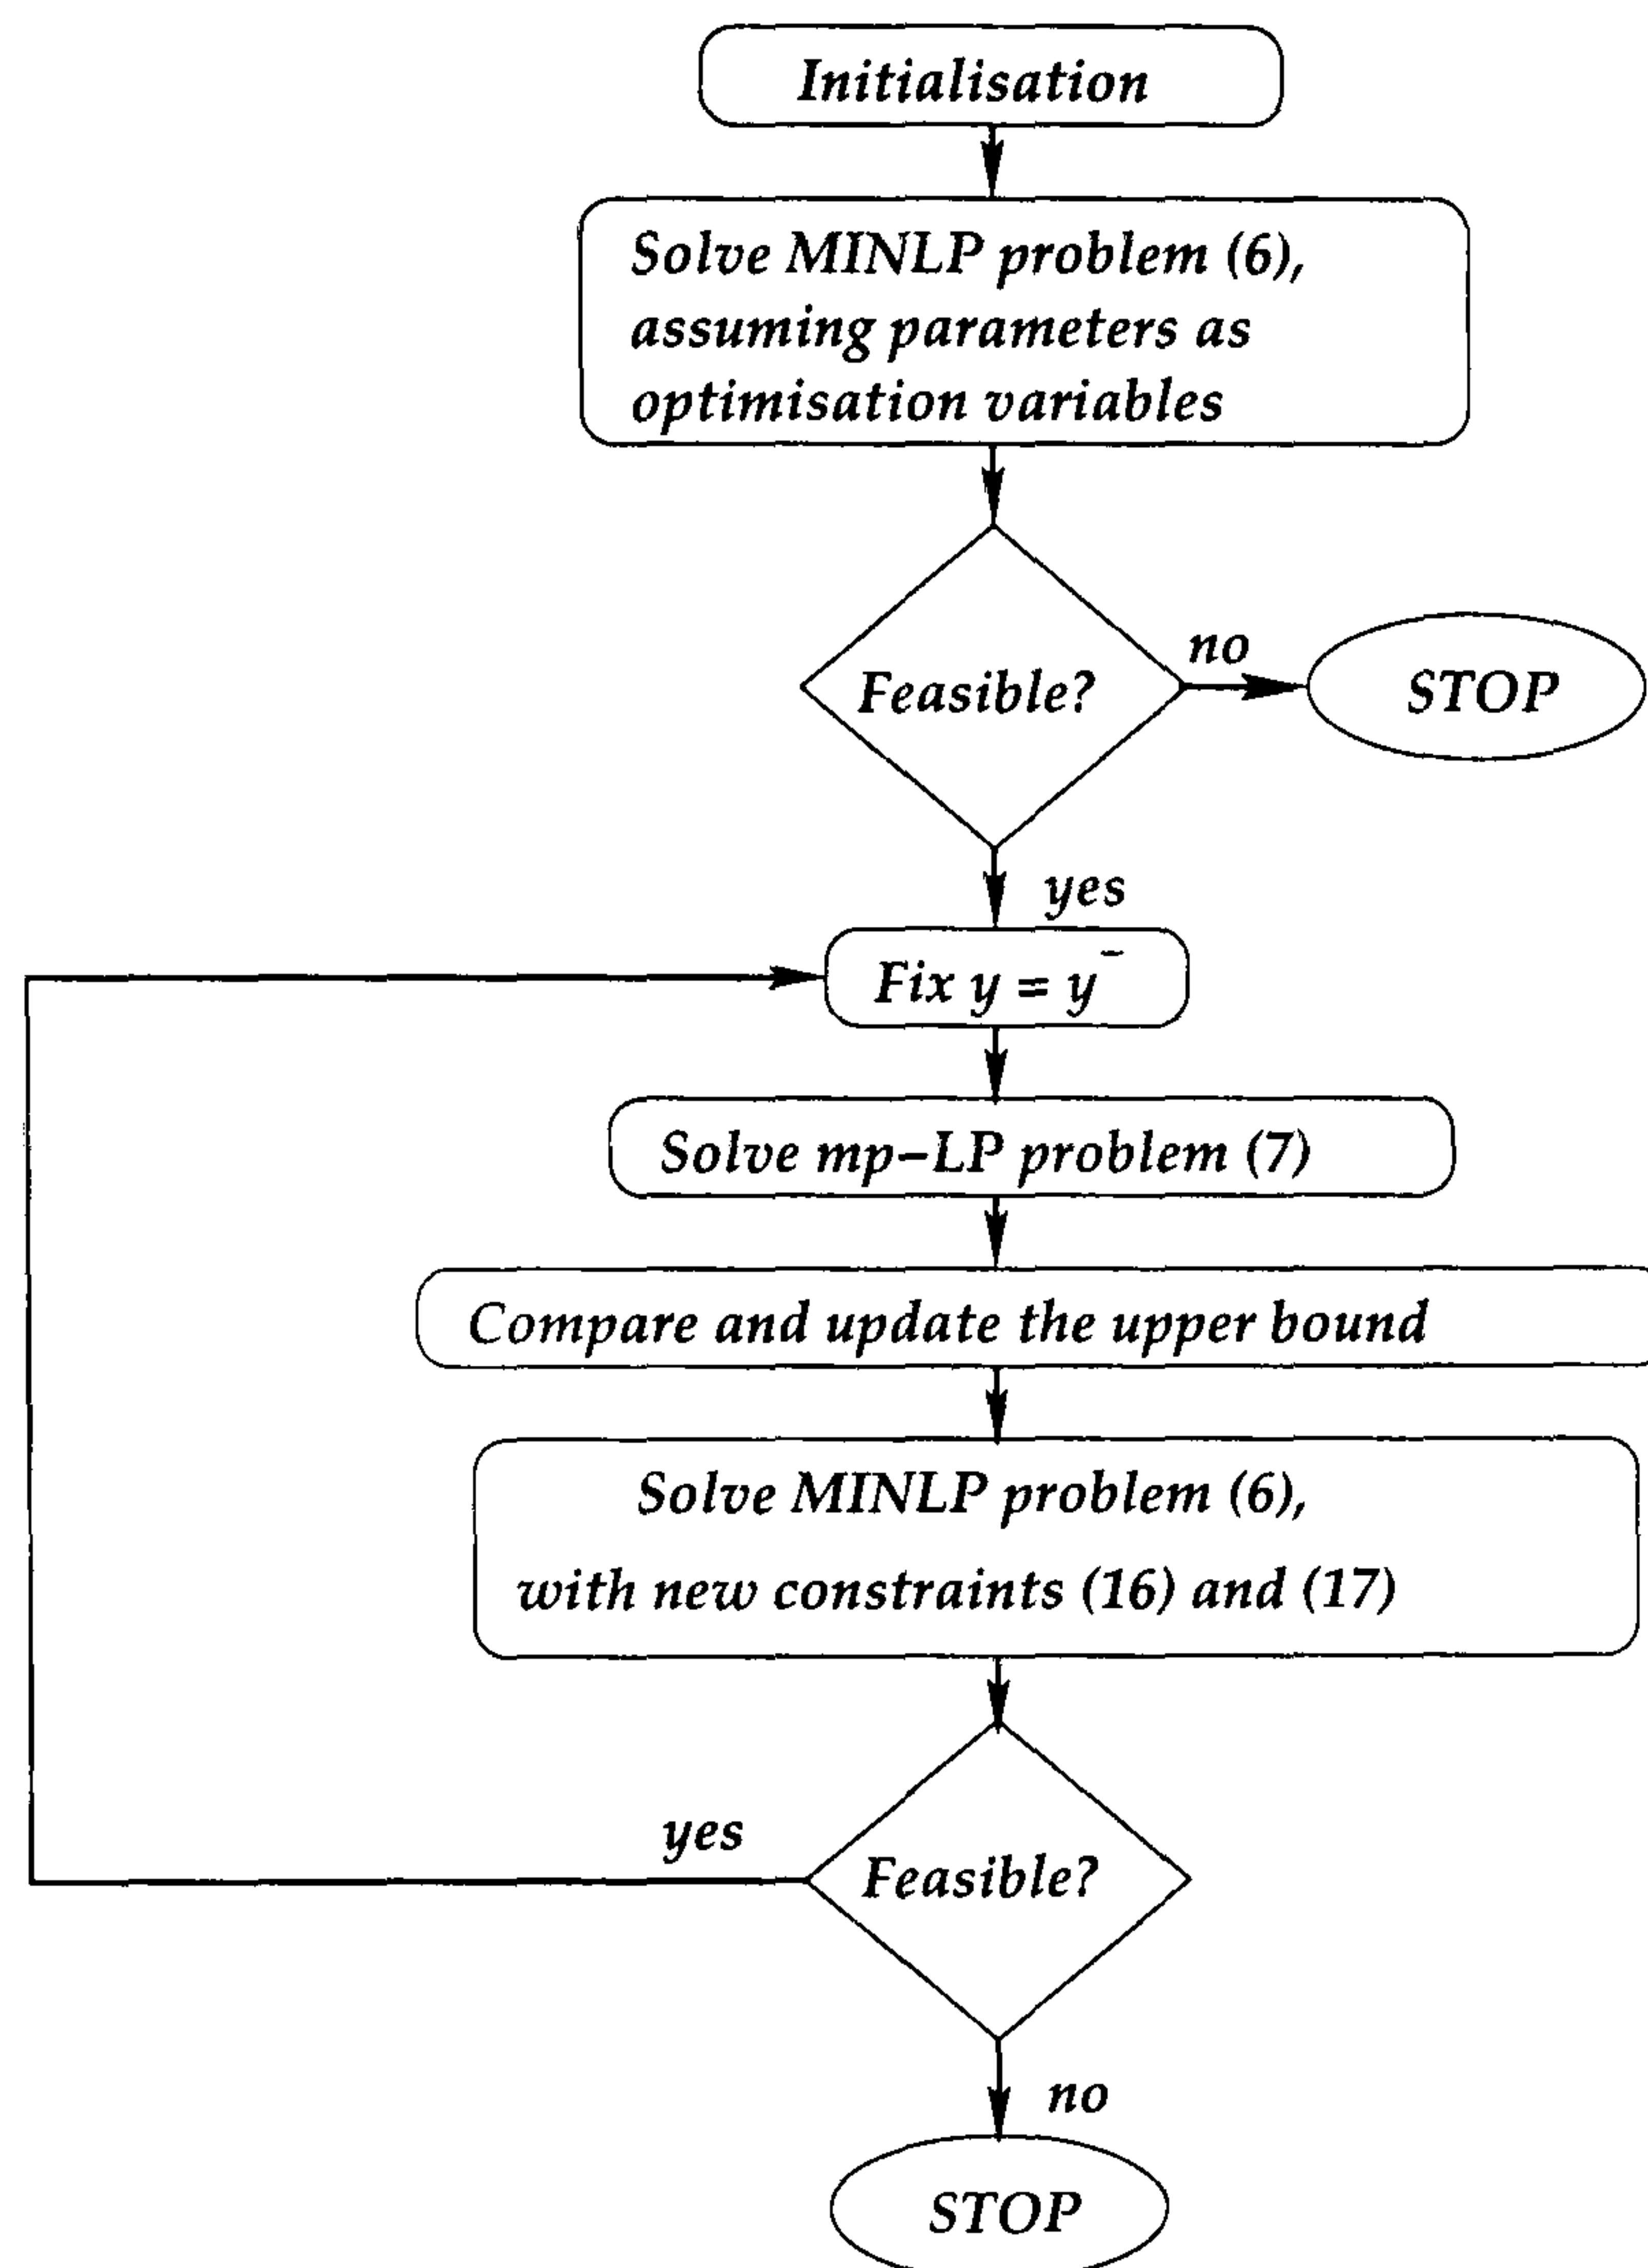 Initialisation
Solve MINLP problem (6),
assuming parameters as
optimisation variables
Feasible?
no
STOP
yes
Fix y = y¯
Solve mp–LP problem (7)
Compare and update the upper bound
Solve MINLP problem (6),
with new constraints (16) and (17)
yes
Feasible?
no
STOP